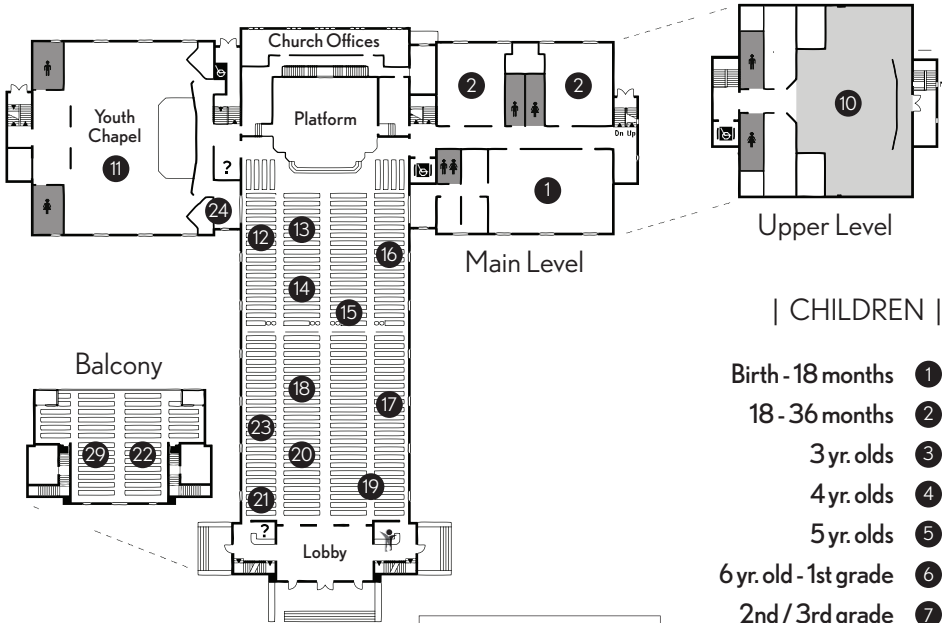 Church Offices
2
2
10
Youth
Chapel
Platform
Dn Up
11
?
1
24
12
13
16
Upper Level
Main Level
14
15
| CHILDREN |
Balcony
Birth - 18 months 1
18
17
18 - 36 months 2
23
29
22
20
3 yr. olds 3
19
4 yr. olds 4
21
?
5 yr. olds 5
Lobby
6 yr. old - 1st grade 6
2nd / 3rd grade 7